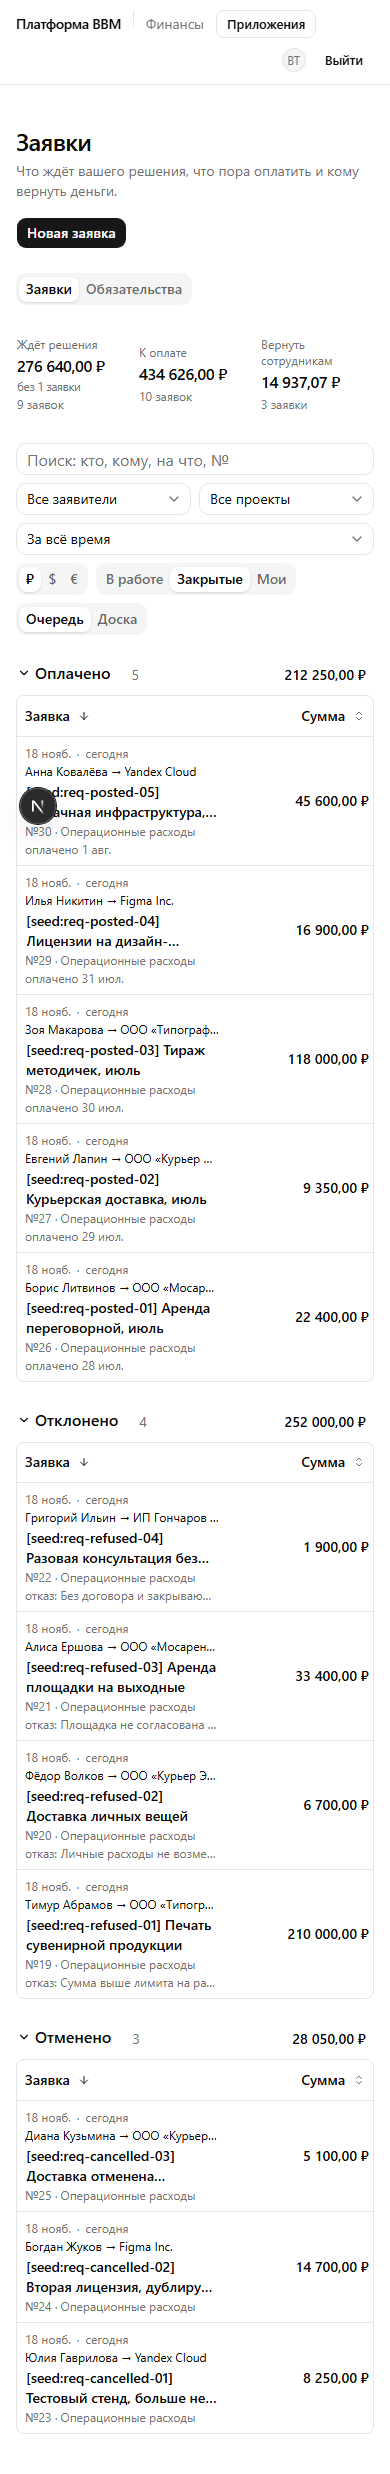 Платформа ВВМ
Финансы
Приложения
ВТ
Выйти
Заявки
Что ждёт вашего решения, что пора оплатить и кому
вернуть деньги.
Новая заявка
Заявки
Обязательства
Ждёт решения
276 640,00 ₽
без 1 заявки
9 заявок
К оплате
434 626,00 ₽
10 заявок
Вернуть
сотрудникам
14 937,07 ₽
3 заявки
Поиск: кто, кому, на что, №
Все заявители
Все проекты
За всё время
₽ $ €
В работе Закрытые Мои
Очередь Доска
Оплачено 5 212 250,00 ₽
Заявка ↓ Сумма
18 нояб. · сегодня
Анна Ковалёва → Yandex Cloud
d:req-posted-05]
ачная инфраструктура,...
45 600,00 ₽
N
№30 · Операционные расходы
оплачено 1 авг.
18 нояб. · сегодня
Илья Никитин → Figma Inc.
[seed:req-posted-04]
Лицензии на дизайн-...
16 900,00 ₽
№29 · Операционные расходы
оплачено 31 июл.
18 нояб. · сегодня
Зоя Макарова → ООО «Типограф...
[seed:req-posted-03] Тираж
методичек, июль
118 000,00 ₽
№28 · Операционные расходы
оплачено 30 июл.
18 нояб. · сегодня
Евгений Лапин → ООО «Курьер ...
[seed:req-posted-02]
Курьерская доставка, июль
9 350,00 ₽
№27 · Операционные расходы
оплачено 29 июл.
18 нояб. · сегодня
Борис Литвинов → ООО «Мосар...
[seed:req-posted-01] Аренда
переговорной, июль
22 400,00 ₽
№26 · Операционные расходы
оплачено 28 июл.
Отклонено 4 252 000,00 ₽
Заявка ↓ Сумма
18 нояб. · сегодня
Григорий Ильин → ИП Гончаров ...
[seed:req-refused-04]
Разовая консультация без...
1 900,00 ₽
№22 · Операционные расходы
отказ: Без договора и закрываю...
18 нояб. · сегодня
Алиса Ершова → ООО «Мосарен...
[seed:req-refused-03] Аренда
площадки на выходные
33 400,00 ₽
№21 · Операционные расходы
отказ: Площадка не согласована ...
18 нояб. · сегодня
Фёдор Волков → ООО «Курьер Э...
[seed:req-refused-02]
Доставка личных вещей
6 700,00 ₽
№20 · Операционные расходы
отказ: Личные расходы не возме...
18 нояб. · сегодня
Тимур Абрамов → ООО «Типогр...
[seed:req-refused-01] Печать
сувенирной продукции
210 000,00 ₽
№19 · Операционные расходы
отказ: Сумма выше лимита на ра...
Отменено 3 28 050,00 ₽
Заявка ↓ Сумма
18 нояб. · сегодня
Диана Кузьмина → ООО «Курьер...
[seed:req-cancelled-03]
Доставка отменена...
5 100,00 ₽
№25 · Операционные расходы
18 нояб. · сегодня
Богдан Жуков → Figma Inc.
[seed:req-cancelled-02]
Вторая лицензия, дублиру...
14 700,00 ₽
№24 · Операционные расходы
18 нояб. · сегодня
Юлия Гаврилова → Yandex Cloud
[seed:req-cancelled-01]
Тестовый стенд, больше не...
8 250,00 ₽
№23 · Операционные расходы